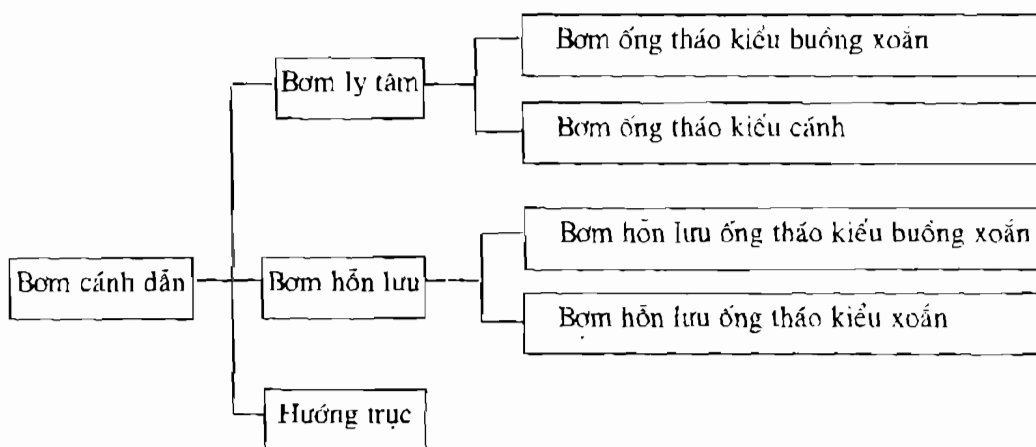 Bơm cánh dẫn
Bơm ly tâm
Bơm ống tháo kiểu buồng xoắn
Bơm ống tháo kiểu cánh
Bơm hỗn lưu
Bơm hỗn lưu ống tháo kiểu buồng xoắn
Bơm hỗn lưu ống tháo kiểu xoắn
Hướng trục